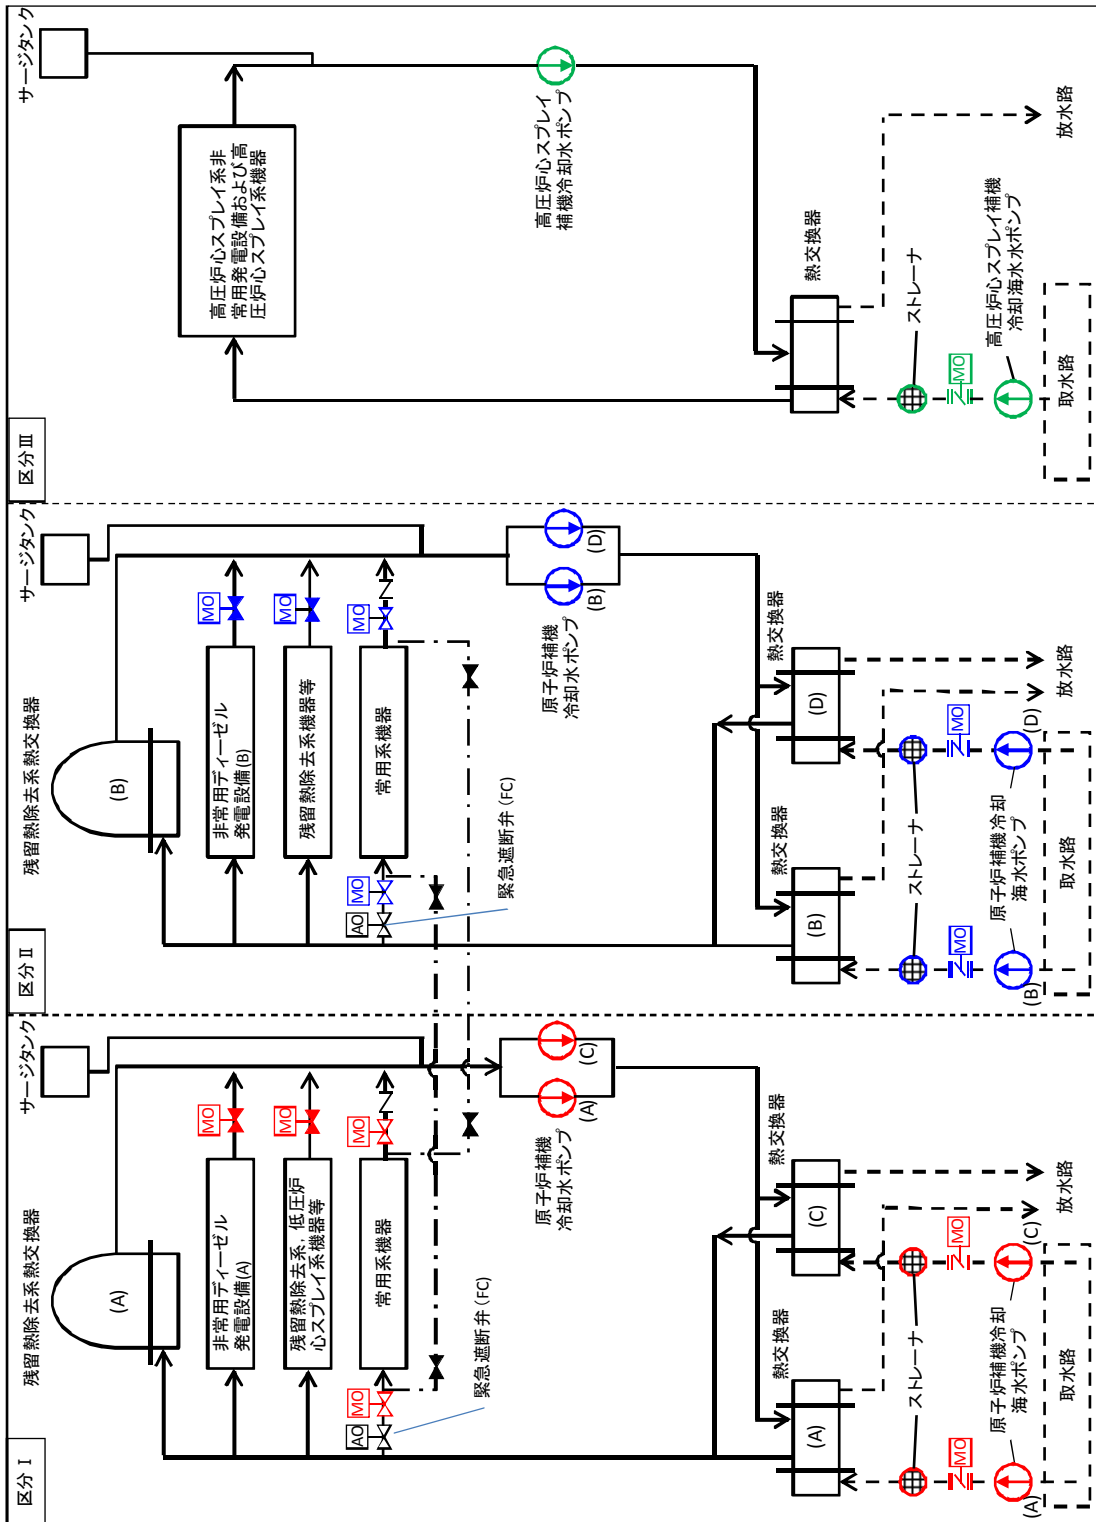 区分Ⅰ
残留熱除去系熱交換器
サージタンク
(A)
非常用ディーゼル
発電設備(A)
MO
残留熱除去系，低圧炉
心スプレイ系機器等
MO
常用系機器
AO
MO
MO
緊急遮断弁（FC）
原子炉補機
冷却水ポンプ
(A)
(C)
熱交換器
(A)
熱交換器
(C)
ストレーナ
MO
MO
原子炉補機冷却
海水ポンプ
(A)
(C)
取水路
放水路
区分Ⅱ
残留熱除去系熱交換器
サージタンク
(B)
非常用ディーゼル
発電設備(B)
MO
残留熱除去系機器等
MO
常用系機器
AO
MO
MO
緊急遮断弁（FC）
原子炉補機
冷却水ポンプ
(B)
(D)
熱交換器
(B)
熱交換器
(D)
ストレーナ
MO
MO
原子炉補機冷却
海水ポンプ
(B)
(D)
取水路
放水路
区分Ⅲ
サージタンク
高圧炉心スプレイ系非
常用発電設備および高
圧炉心スプレイ系機器
高圧炉心スプレイ
補機冷却水ポンプ
熱交換器
ストレーナ
MO
高圧炉心スプレイ補機
冷却海水水ポンプ
取水路
放水路